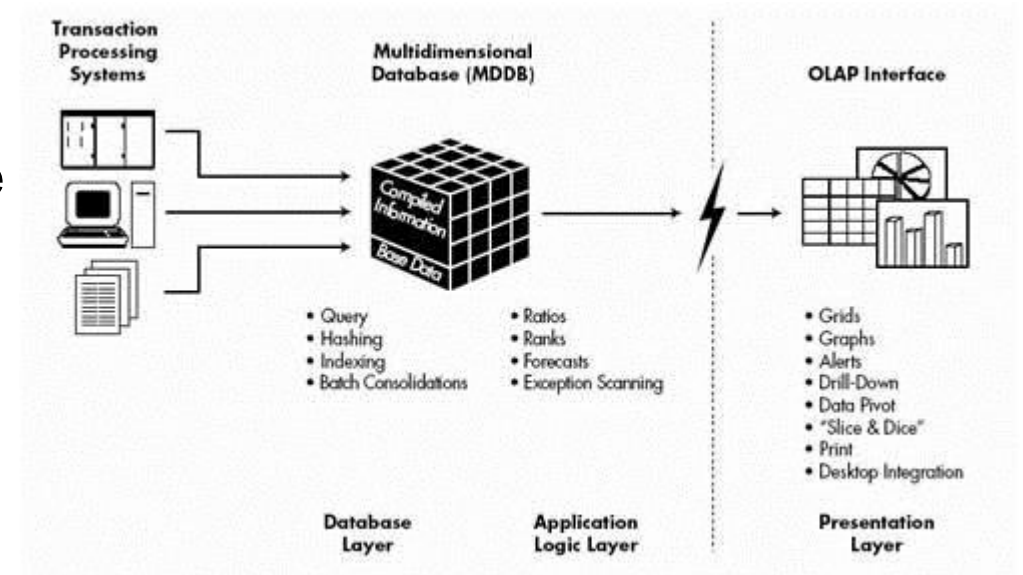 Transaction
Processing
Systems
Multidimensional
Database (MDDB)
OLAP Interface
e
Compiled
Information
Base Data
• Query
• Hashing
• Indexing
• Batch Consolidations
• Ratios
• Ranks
• Forecasts
• Exception Scanning
• Grids
• Graphs
• Alerts
• Drill-Down
• Data Pivot
• "Slice & Dice"
• Print
• Desktop Integration
Database
Layer
Application
Logic Layer
Presentation
Layer